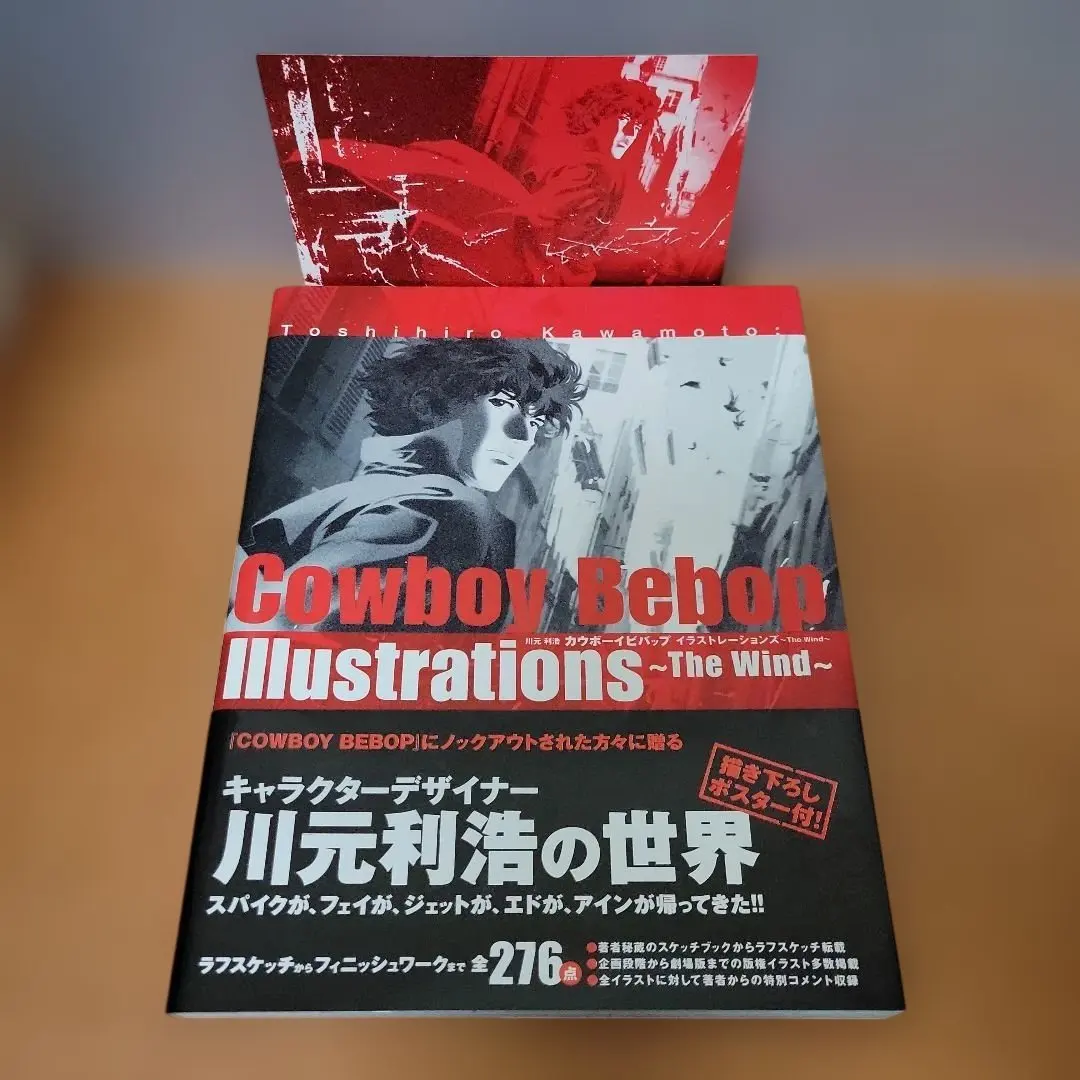 Toshihiro Kawamoto:
Cowboy Bebop
川元 利浩 カウボーイビバップ イラストレーションズ~The Wind~
Illustrations ~The Wind~
『COWBOY BEBOP』にノックアウトされた方々に贈る
描き下ろし
ポスター付!
キャラクターデザイナー
川元利浩の世界
スパイクが、フェイが、ジェットが、エドが、アインが帰ってきた!!
ラフスケッチからフィニッシュワークまで 全276点
●著者秘蔵のスケッチブックからラフスケッチ転載
●企画段階から劇場版までの版権イラスト多数掲載
●全イラストに対して著者からの特別コメント収録